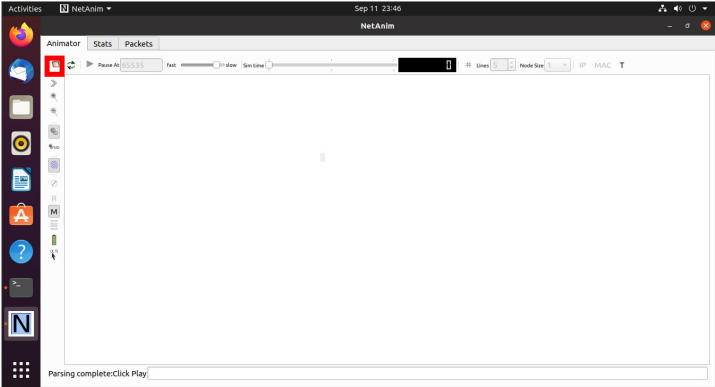 Activities NetAnim Sep 11 23:46
NetAnim
Animator Stats Packets
Pause At 65535 fast slow Sim time 0 # Lines 5 Node Size 1 IP MAC T
R
M
Parsing complete:Click Play